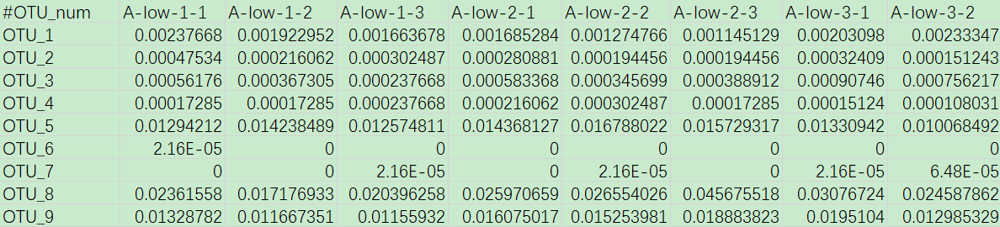 #OTU_num A-low-1-1 A-low-1-2 A-low-1-3 A-low-2-1 A-low-2-2 A-low-2-3 A-low-3-1 A-low-3-2
OTU_1 0.00237668 0.001922952 0.001663678 0.001685284 0.001274766 0.001145129 0.00203098 0.00233347
OTU_2 0.00047534 0.000216062 0.000302487 0.000280881 0.000194456 0.000194456 0.00032409 0.000151243
OTU_3 0.00056176 0.000367305 0.000237668 0.000583368 0.000345699 0.000388912 0.00090746 0.000756217
OTU_4 0.00017285 0.00017285 0.000237668 0.000216062 0.000302487 0.00017285 0.00015124 0.000108031
OTU_5 0.01294212 0.014238489 0.012574811 0.014368127 0.016788022 0.015729317 0.01330942 0.010068492
OTU_6 2.16E-05 0 0 0 0 0 0 0
OTU_7 0 0 2.16E-05 0 2.16E-05 0 2.16E-05 6.48E-05
OTU_8 0.02361558 0.017176933 0.020396258 0.025970659 0.026554026 0.045675518 0.03076724 0.024587862
OTU_9 0.01328782 0.011667351 0.01155932 0.016075017 0.015253981 0.018883823 0.0195104 0.012985329